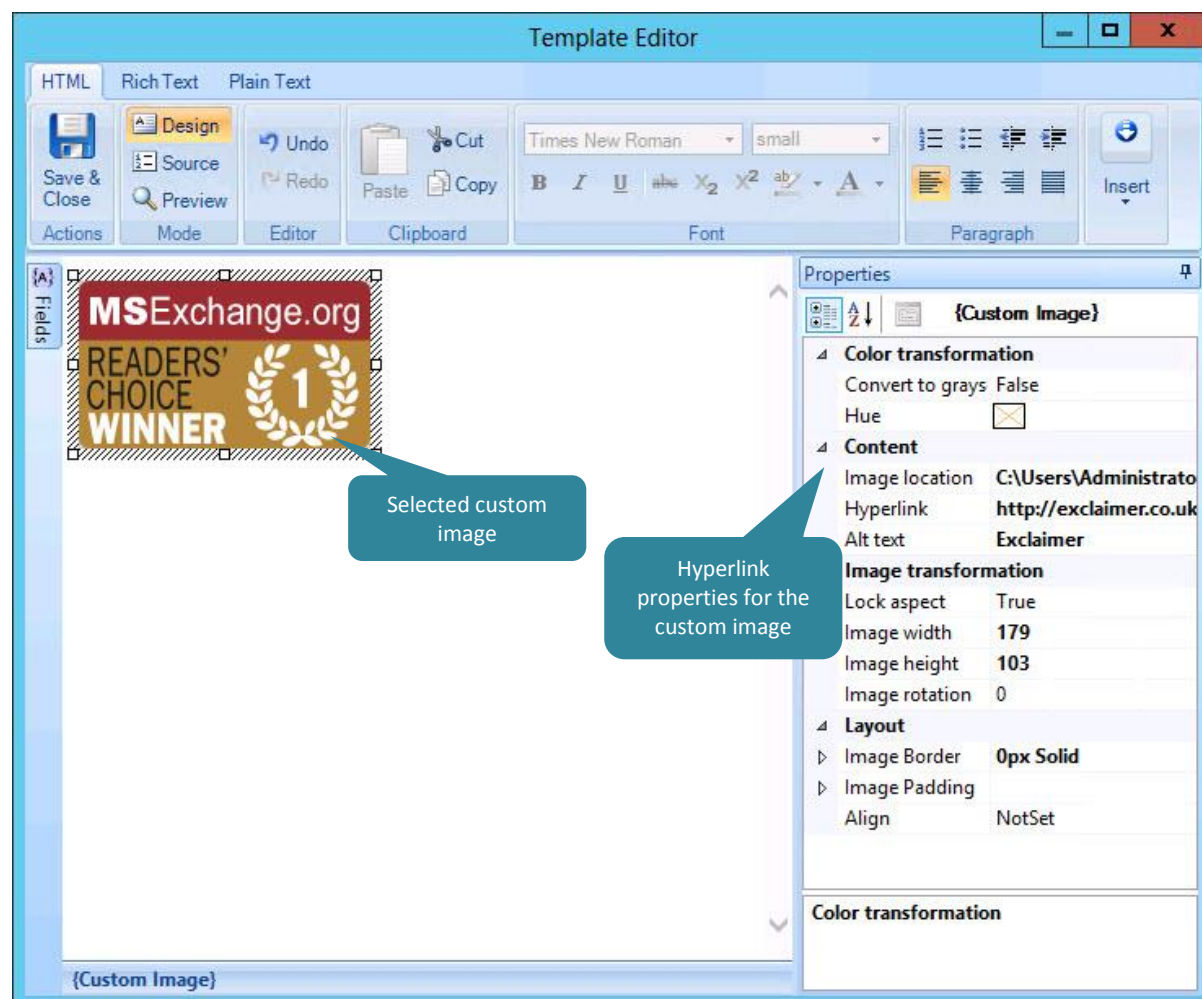 Template Editor
HTML Rich Text Plain Text
Save & Close
Actions
Design
Source
Preview
Mode
Undo
Redo
Editor
Paste
Cut
Copy
Clipboard
Times New Roman small
B I U abc X2 X2 ab A
Font
Paragraph
Insert
{A} Fields
MSExchange.org
READERS'
CHOICE
WINNER
1
Selected custom
image
Hyperlink
properties for the
custom image
Properties
{Custom Image}
Color transformation
Convert to grays False
Hue
Content
Image location C:\Users\Administrato
Hyperlink http://exclaimer.co.uk
Alt text Exclaimer
Image transformation
Lock aspect True
Image width 179
Image height 103
Image rotation 0
Layout
Image Border 0px Solid
Image Padding
Align NotSet
Color transformation
{Custom Image}